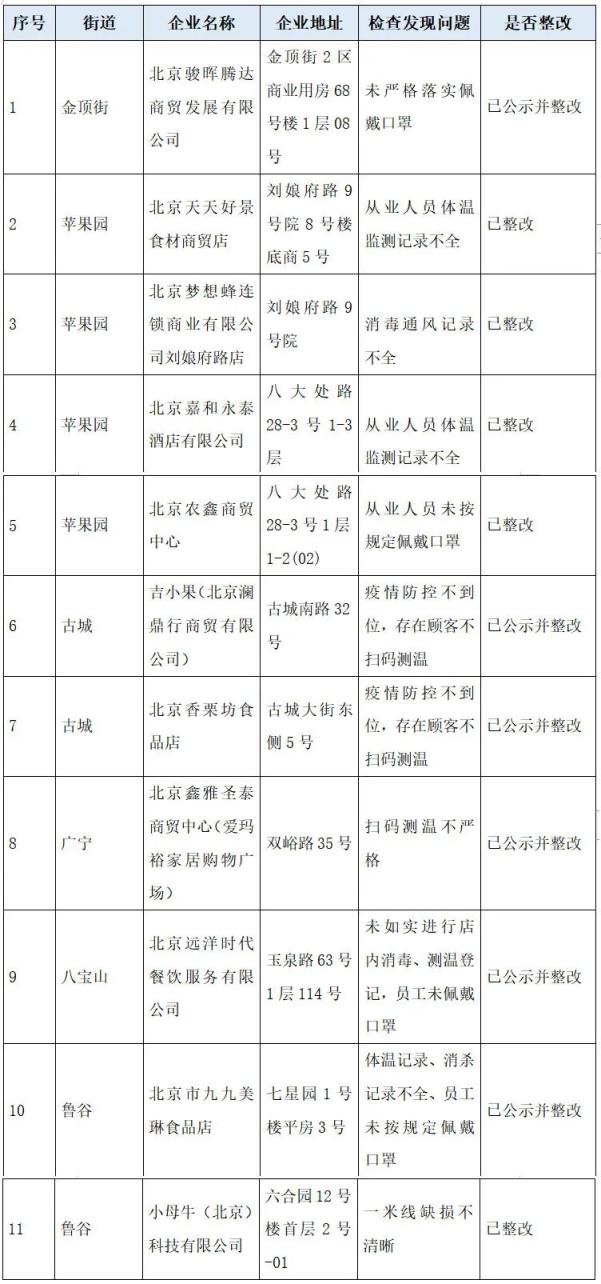 序号 街道 企业名称 企业地址 检查发现问题 是否整改
1 金顶街
北京骏晖腾达
商贸发展有限
公司
金顶街 2 区
商业用房 68
号楼 1 层 08
号
未严格落实佩
戴口罩
已公示并整改
2 苹果园
北京天天好景
食材商贸店
刘娘府路 9
号院 8 号楼
底商 5 号
从业人员体温
监测记录不全
已整改
3 苹果园
北京梦想蜂连
锁商业有限公
司刘娘府路店
刘娘府路 9
号院
消毒通风记录
不全
已整改
4 苹果园
北京嘉和永泰
酒店有限公司
八大处路
28-3 号 1-3
层
从业人员体温
监测记录不全
已整改
5 苹果园
北京农鑫商贸
中心
八大处路
28-3 号 1 层
1-2(02)
从业人员未按
规定佩戴口罩
已整改
6 古城
吉小果（北京澜
鼎行商贸有限
公司）
古城南路 32
号
疫情防控不到
位，存在顾客不
扫码测温
已公示并整改
7 古城
北京香栗坊食
品店
古城大街东
侧 5 号
疫情防控不到
位，存在顾客不
扫码测温
已公示并整改
8 广宁
北京鑫雅圣泰
商贸中心（爱玛
裕家居购物广
场）
双峪路 35 号
扫码测温不严
格
已公示并整改
9 八宝山
北京远洋时代
餐饮服务有限
公司
玉泉路 63 号
1 层 114 号
未如实进行店
内消毒、测温登
记，员工未佩戴
口罩
已公示并整改
10 鲁谷
北京市九九美
琳食品店
七星园 1 号
楼平房 3 号
体温记录、消杀
记录不全、员工
未按规定佩戴
口罩
已公示并整改
11 鲁谷
小母牛（北京）
科技有限公司
六合园 12 号
楼首层 2 号
-01
一米线缺损不
清晰
已整改